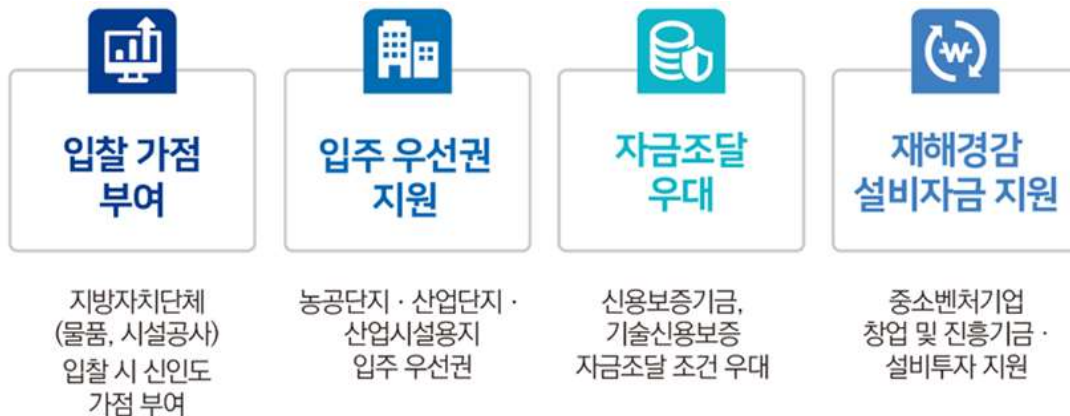 입찰 가점
부여
지방자치단체
(물품, 시설공사)
입찰 시 신인도
가점 부여
입주 우선권
지원
농공단지 · 산업단지 ·
산업시설용지
입주 우선권
자금조달
우대
신용보증기금,
기술신용보증
자금조달 조건 우대
재해경감
설비자금 지원
중소벤처기업
창업 및 진흥기금 ·
설비투자 지원